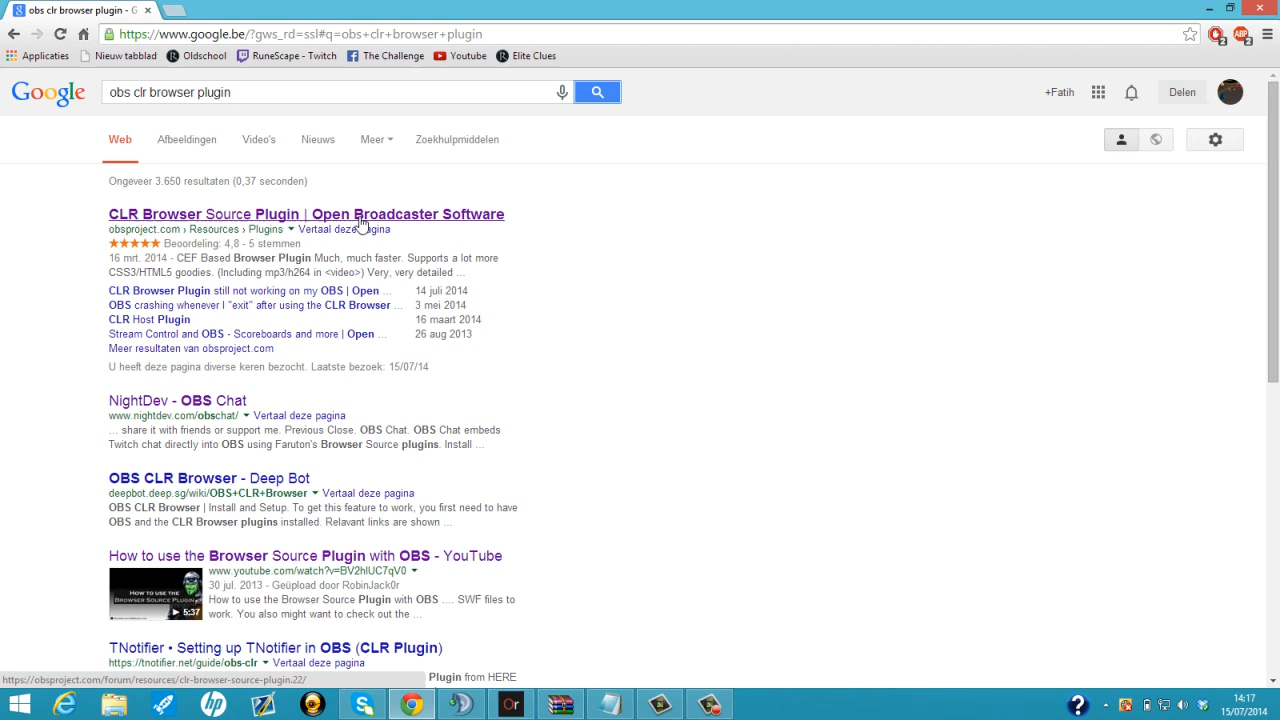 obs clr browser plugin - G
https://www.google.be/?gws_rd=ssl#q=obs+clr+browser+plugin
Applicaties
Nieuw tabblad
Oldschool
RuneScape - Twitch
The Challenge
Youtube
Elite Clues
Google
obs clr browser plugin
+Fatih
Delen
Web
Afbeeldingen
Video's
Nieuws
Meer
Zoekhulpmiddelen
Ongeveer 3.650 resultaten (0,37 seconden)
CLR Browser Source Plugin | Open Broadcaster Software
obsproject.com › Resources › Plugins Vertaal deze pagina
Beoordeling: 4,8 - 5 stemmen
16 mrt. 2014 - CEF Based Browser Plugin Much, much faster. Supports a lot more
CSS3/HTML5 goodies. (Including mp3/h264 in <video>) Very, very detailed ...
CLR Browser Plugin still not working on my OBS | Open ... 14 juli 2014
OBS crashing whenever I "exit" after using the CLR Browser ... 3 mei 2014
CLR Host Plugin 16 maart 2014
Stream Control and OBS - Scoreboards and more | Open ... 26 aug 2013
Meer resultaten van obsproject.com
U heeft deze pagina diverse keren bezocht. Laatste bezoek: 15/07/14
NightDev - OBS Chat
www.nightdev.com/obschat/ Vertaal deze pagina
... share it with friends or support me. Previous Close. OBS Chat. OBS Chat embeds
Twitch chat directly into OBS using Faruton's Browser Source plugins. Install ...
OBS CLR Browser - Deep Bot
deepbot.deep.sg/wiki/OBS+CLR+Browser Vertaal deze pagina
OBS CLR Browser | Install and Setup. To get this feature to work, you first need to have
OBS and the CLR Browser plugins installed. Relavant links are shown ...
How to use the Browser Source Plugin with OBS - YouTube
www.youtube.com/watch?v=BV2hIUC7qV0
30 jul. 2013 - Geüpload door RobinJack0r
How to use the Browser Source Plugin with OBS .... SWF files to
work. You also might want to check out the ...
HOW TO USE THE
BROWSER SOURCE PLUGIN
5:37
TNotifier • Setting up TNotifier in OBS (CLR Plugin)
https://tnotifier.net/guide/obs-clr Vertaal deze pagina
Plugin from HERE
https://obsproject.com/forum/resources/clr-browser-source-plugin.22/
hp
Or
14:17
15/07/2014